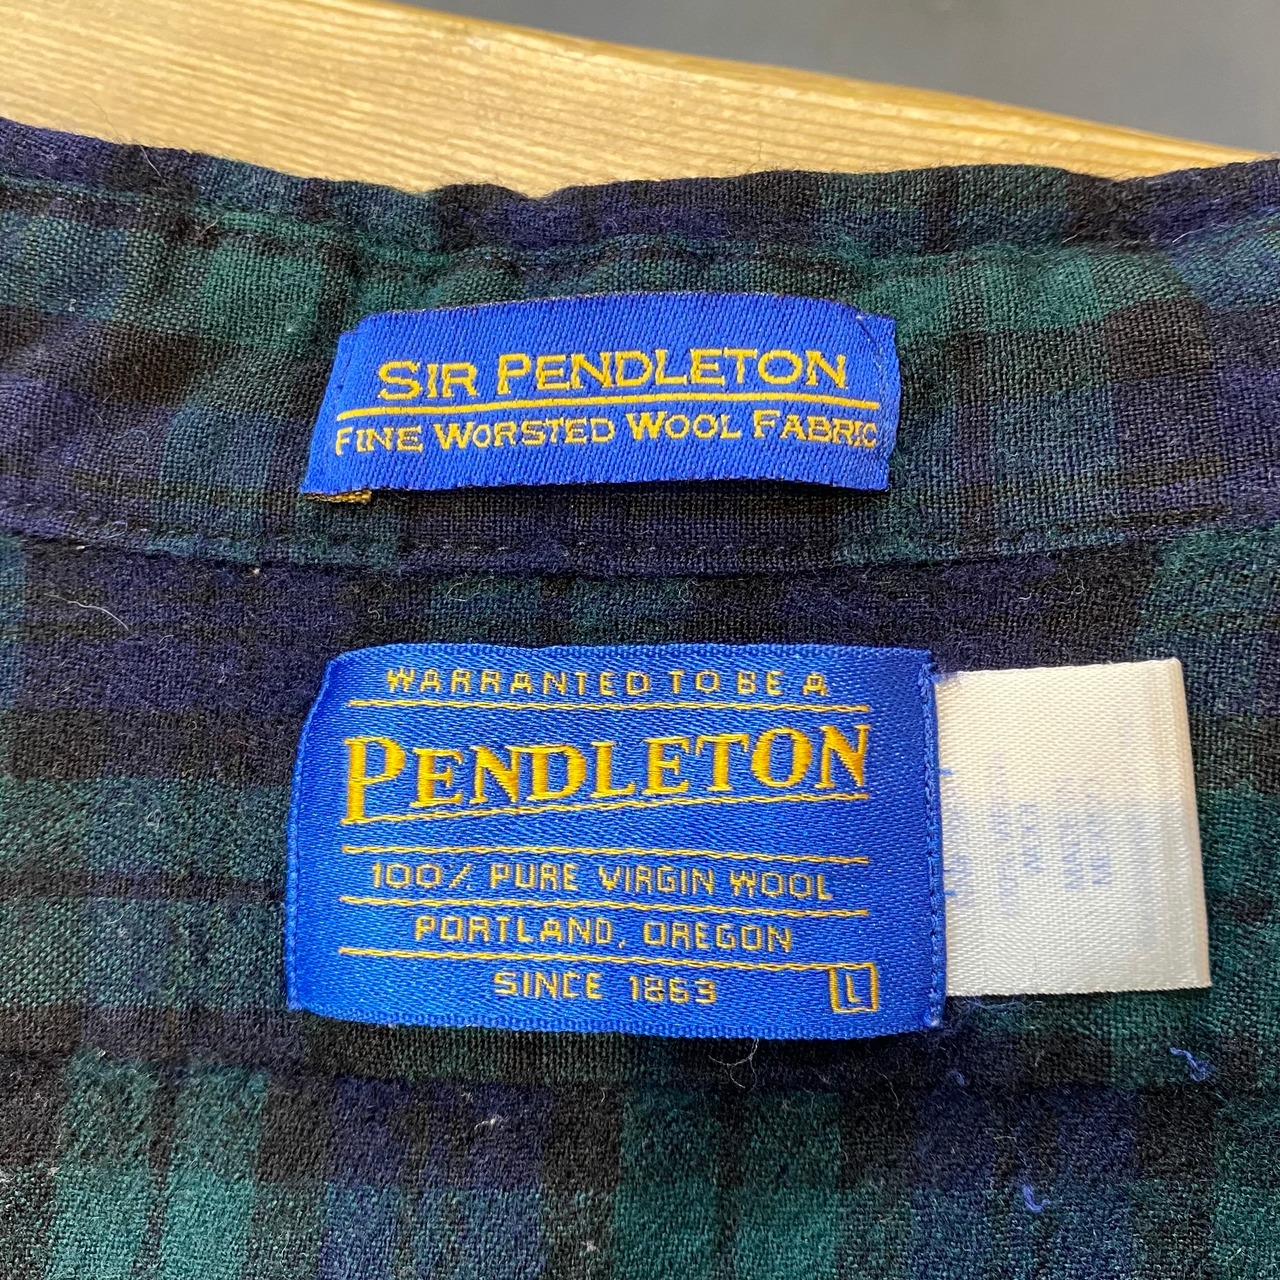 SIR PENDLETON
FINE WORSTED WOOL FABRIC
WARRANTED TO BE A
PENDLETON
100% PURE VIRGIN WOOL
PORTLAND, OREGON
SINCE 1863
L